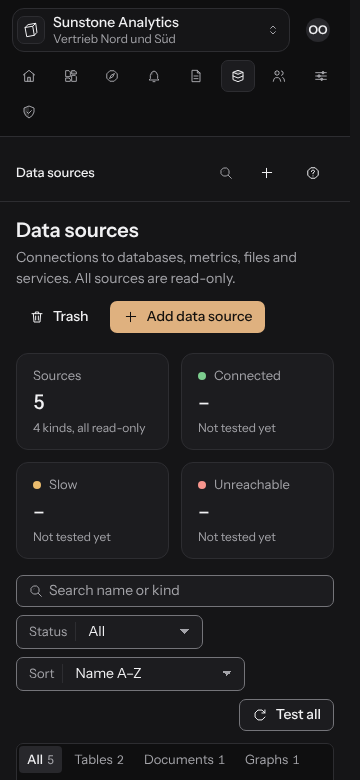 Sunstone Analytics
Vertrieb Nord und Süd
OO
Data sources
Data sources
Connections to databases, metrics, files and
services. All sources are read-only.
Trash
Add data source
Sources
5
4 kinds, all read-only
Connected
–
Not tested yet
Slow
–
Not tested yet
Unreachable
–
Not tested yet
Search name or kind
Status All
Sort Name A–Z
Test all
All 5 Tables 2 Documents 1 Graphs 1